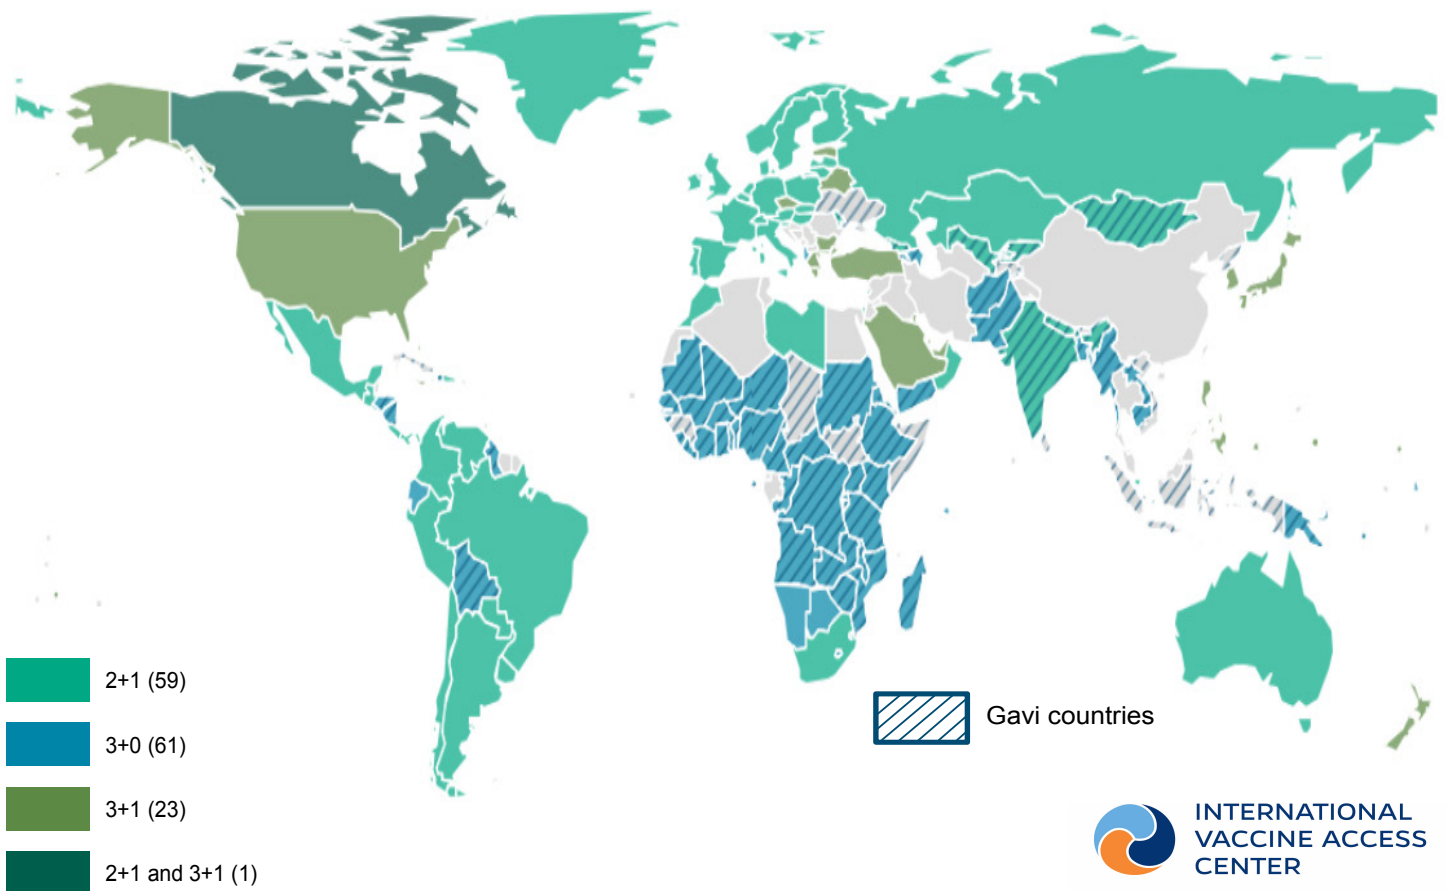 2+1 (59)
3+0 (61)
3+1 (23)
2+1 and 3+1 (1)
Gavi countries
INTERNATIONAL
VACCINE ACCESS
CENTER